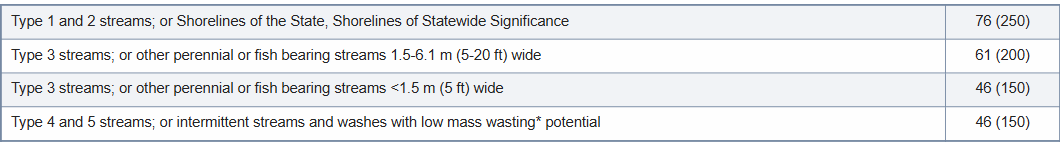 Type 1 and 2 streams; or Shorelines of the State, Shorelines of Statewide Significance 76 (250)
Type 3 streams; or other perennial or fish bearing streams 1.5-6.1 m (5-20 ft) wide 61 (200)
Type 3 streams; or other perennial or fish bearing streams <1.5 m (5 ft) wide 46 (150)
Type 4 and 5 streams; or intermittent streams and washes with low mass wasting* potential 46 (150)